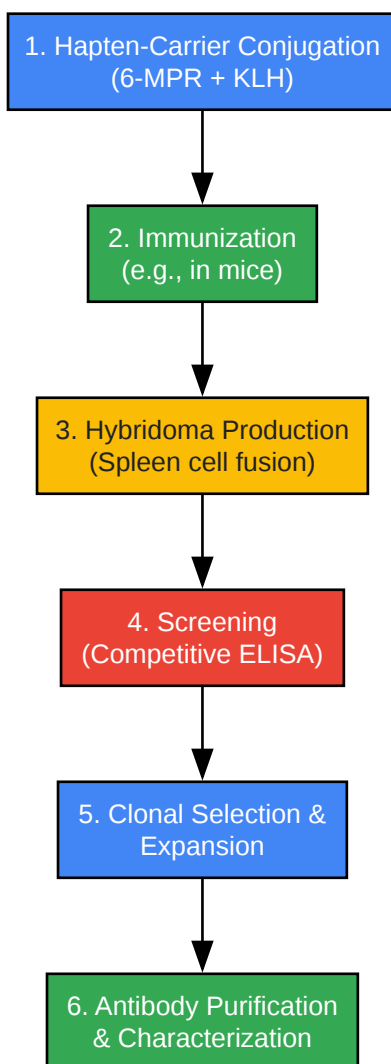 1. Hapten-Carrier Conjugation
(6-MPR + KLH)
2. Immunization
(e.g., in mice)
3. Hybridoma Production
(Spleen cell fusion)
4. Screening
(Competitive ELISA)
5. Clonal Selection &
Expansion
6. Antibody Purification
& Characterization